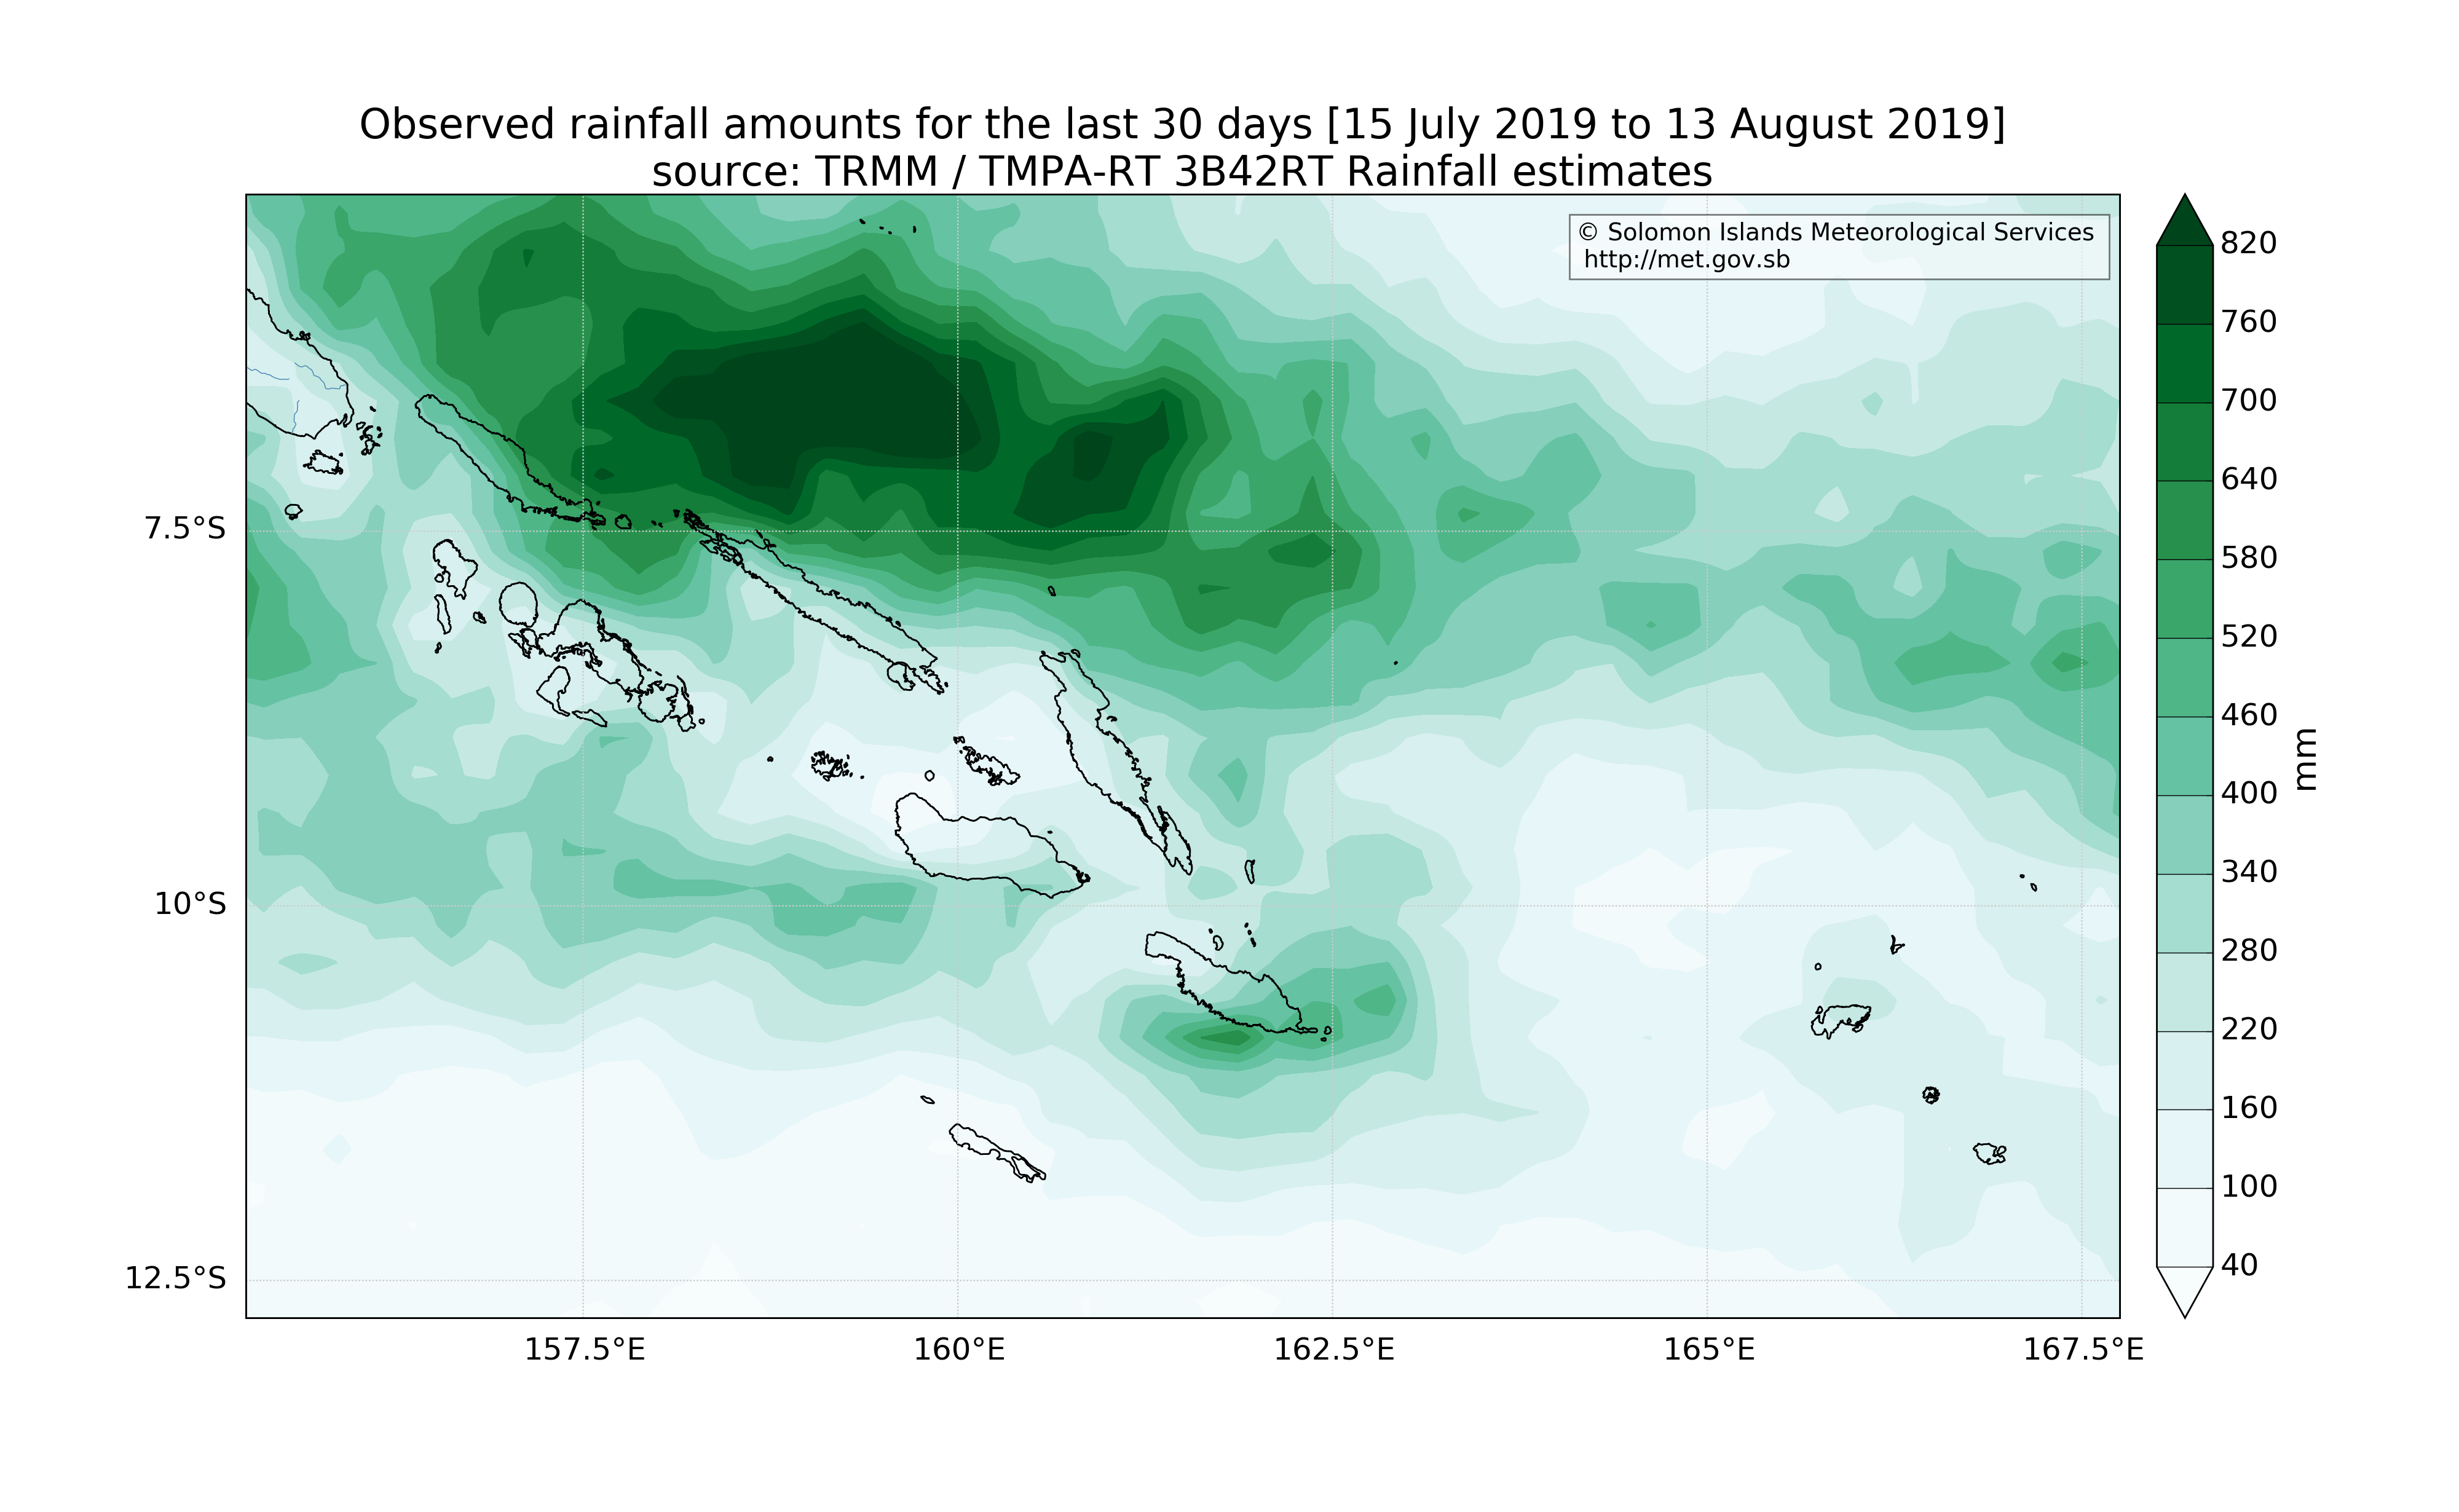 Observed rainfall amounts for the last 30 days [15 July 2019 to 13 August 2019]
source: TRMM / TMPA-RT 3B42RT Rainfall estimates
© Solomon Islands Meteorological Services
http://met.gov.sb
820
760
700
640
580
520
460
400
340
280
220
160
100
40
mm
7.5°S
10°S
12.5°S
157.5°E
160°E
162.5°E
165°E
167.5°E